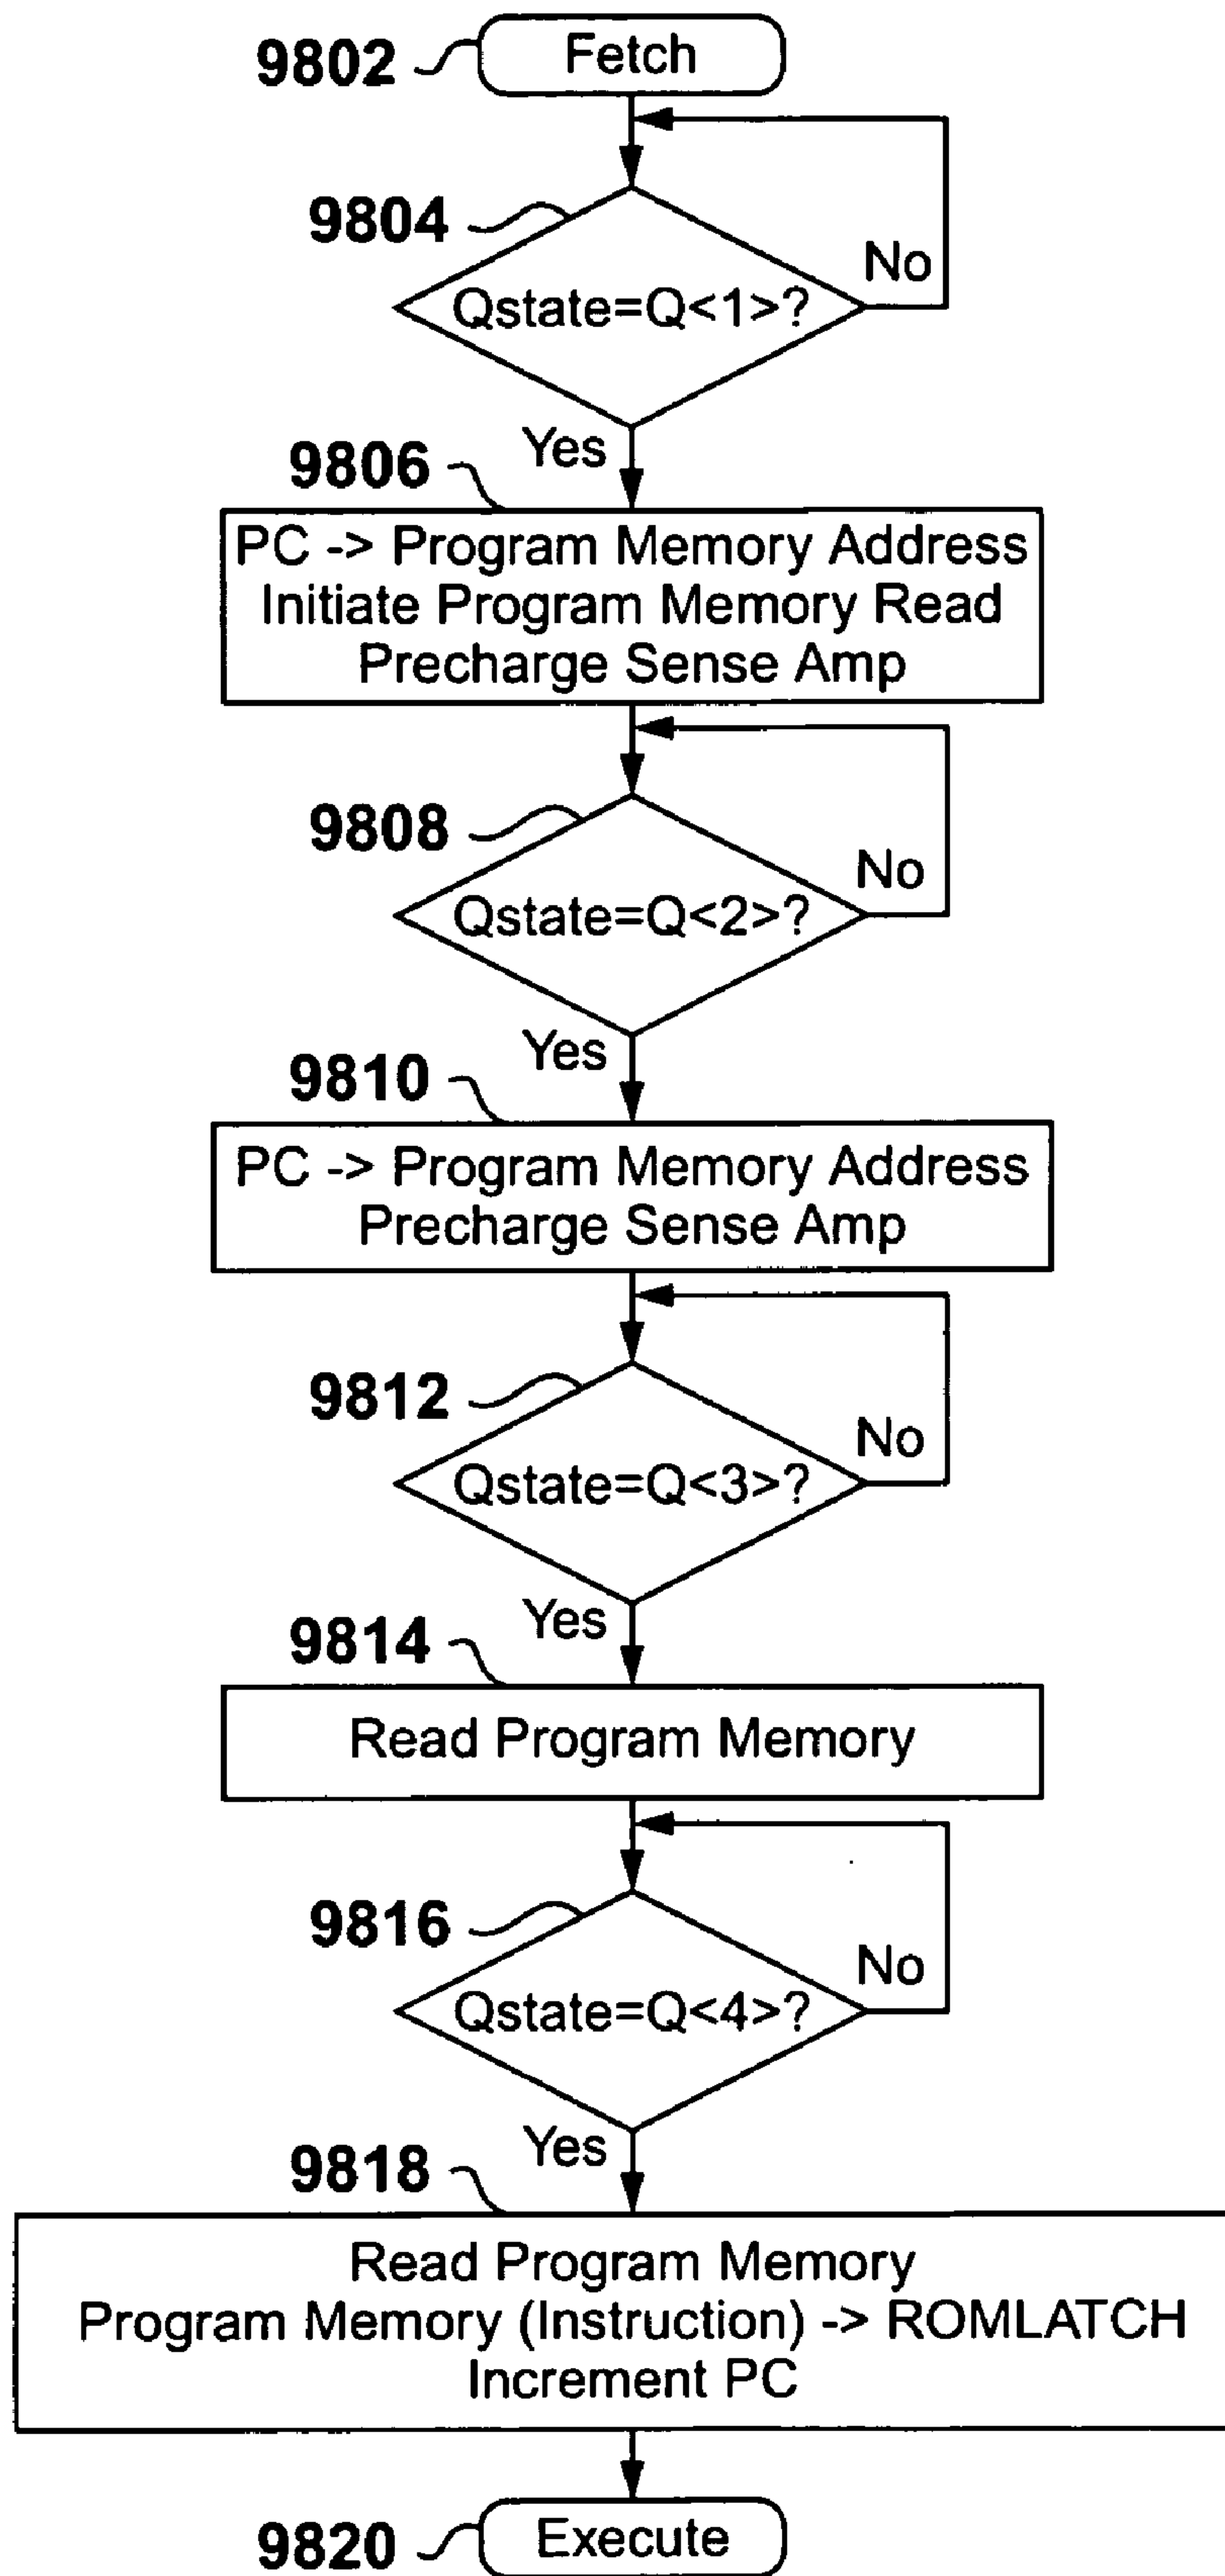 9802
Fetch
9804
No
Qstate=Q<1>?
Yes
9806
PC -> Program Memory Address
Initiate Program Memory Read
Precharge Sense Amp
9808
No
Qstate=Q<2>?
Yes
9810
PC -> Program Memory Address
Precharge Sense Amp
9812
No
Qstate=Q<3>?
Yes
9814
Read Program Memory
9816
No
Qstate=Q<4>?
Yes
9818
Read Program Memory
Program Memory (Instruction) -> ROMLATCH
Increment PC
9820
Execute